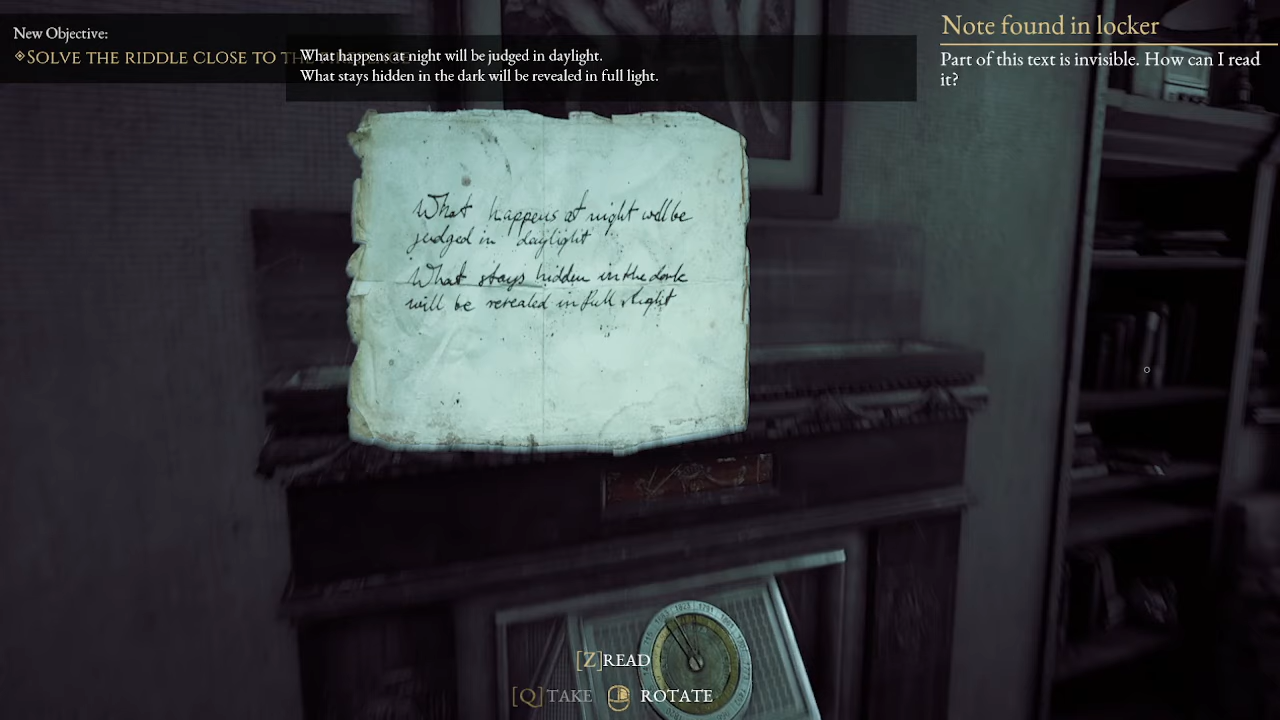 New Objective:
SOLVE THE RIDDLE CLOSE TO
What happens at night will be judged in daylight.
What stays hidden in the dark will be revealed in full light.
Note found in locker
Part of this text is invisible. How can I read
it?
What happens at night will be
judged in daylight
What stays hidden in the dark
will be revealed in full light
[Z]READ
[Q]TAKE ROTATE